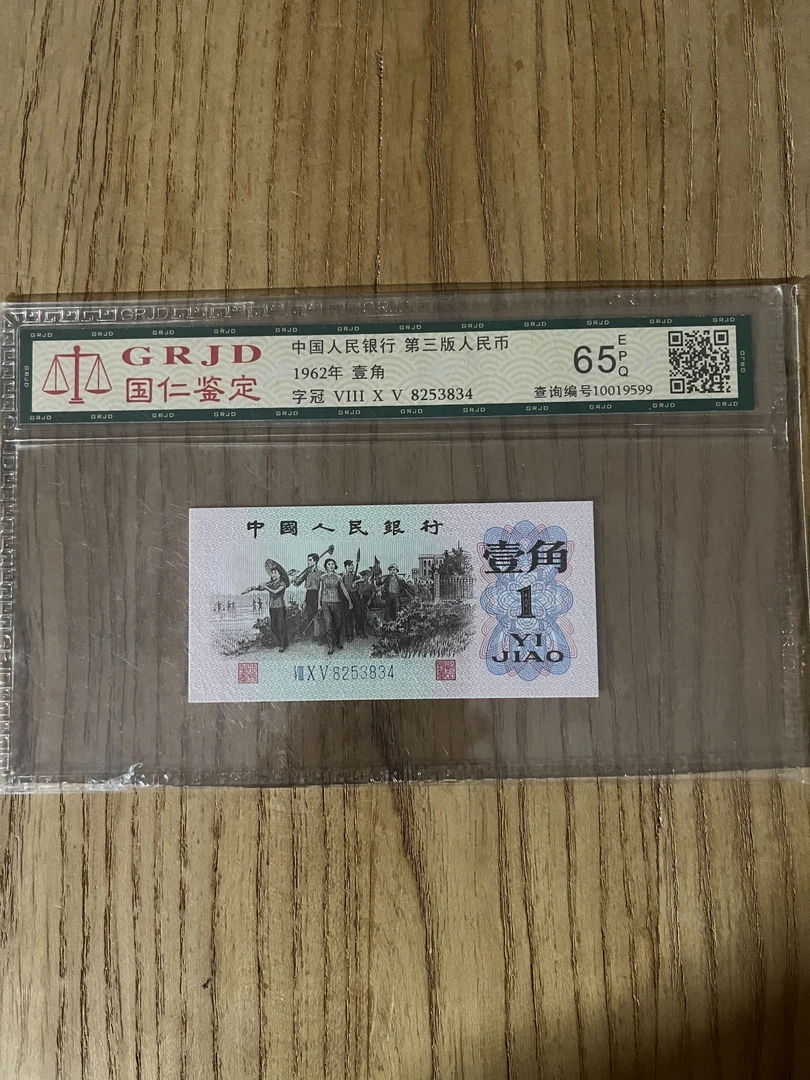 GRJD
国仁鉴定
中国人民银行 第三版人民币
1962年 壹角
字冠 VIII X V 8253834
65 EPQ
查询编号10019599
中國人民銀行
壹角
1
YI
JIAO
VIII X V 8253834